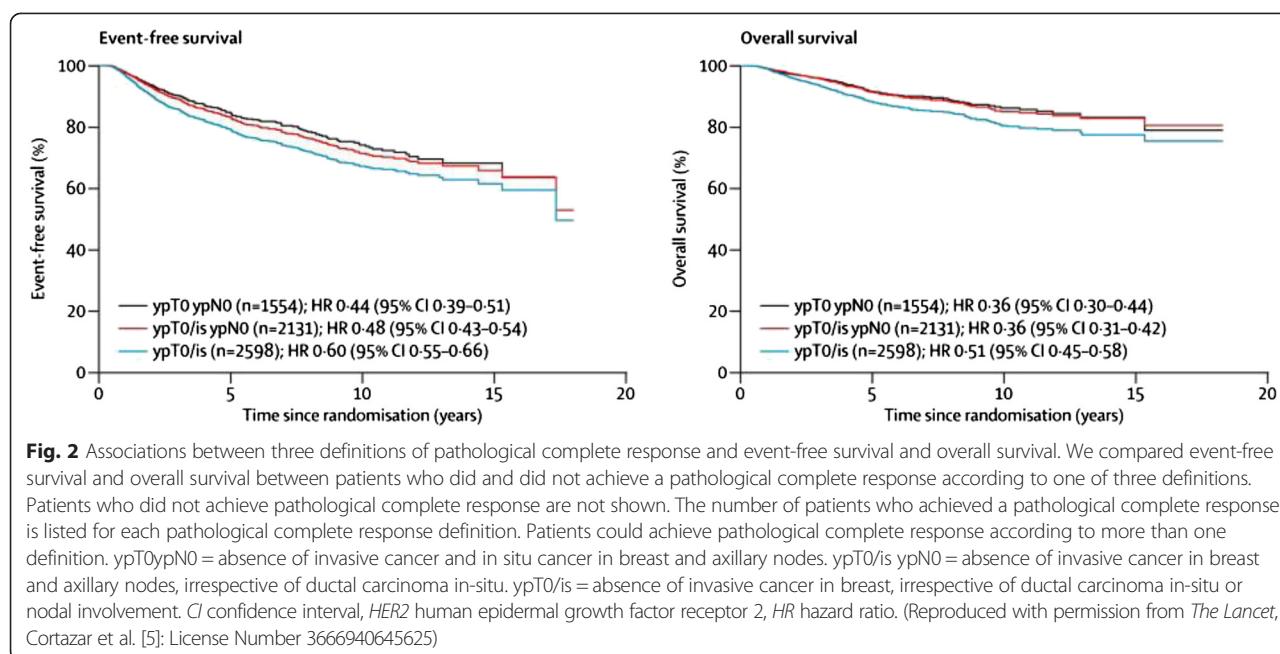 Event-free survival
100
80
60
40
20
0
Event-free survival (%)
ypT0 ypN0 (n=1554); HR 0·44 (95% CI 0·39–0·51)
ypT0/is ypN0 (n=2131); HR 0·48 (95% CI 0·43–0·54)
ypT0/is (n=2598); HR 0·60 (95% CI 0·55–0·66)
0 5 10 15 20
Time since randomisation (years)
Overall survival
100
80
60
40
20
0
Overall survival (%)
ypT0 ypN0 (n=1554); HR 0·36 (95% CI 0·30–0·44)
ypT0/is ypN0 (n=2131); HR 0·36 (95% CI 0·31–0·42)
ypT0/is (n=2598); HR 0·51 (95% CI 0·45–0·58)
0 5 10 15 20
Time since randomisation (years)
Fig. 2 Associations between three definitions of pathological complete response and event-free survival and overall survival. We compared event-free
survival and overall survival between patients who did and did not achieve a pathological complete response according to one of three definitions.
Patients who did not achieve pathological complete response are not shown. The number of patients who achieved a pathological complete response
is listed for each pathological complete response definition. Patients could achieve pathological complete response according to more than one
definition. ypT0ypN0 = absence of invasive cancer and in situ cancer in breast and axillary nodes. ypT0/is ypN0 = absence of invasive cancer in breast
and axillary nodes, irrespective of ductal carcinoma in-situ. ypT0/is = absence of invasive cancer in breast, irrespective of ductal carcinoma in-situ or
nodal involvement. CI confidence interval, HER2 human epidermal growth factor receptor 2, HR hazard ratio. (Reproduced with permission from The Lancet,
Cortazar et al. [5]: License Number 3666940645625)